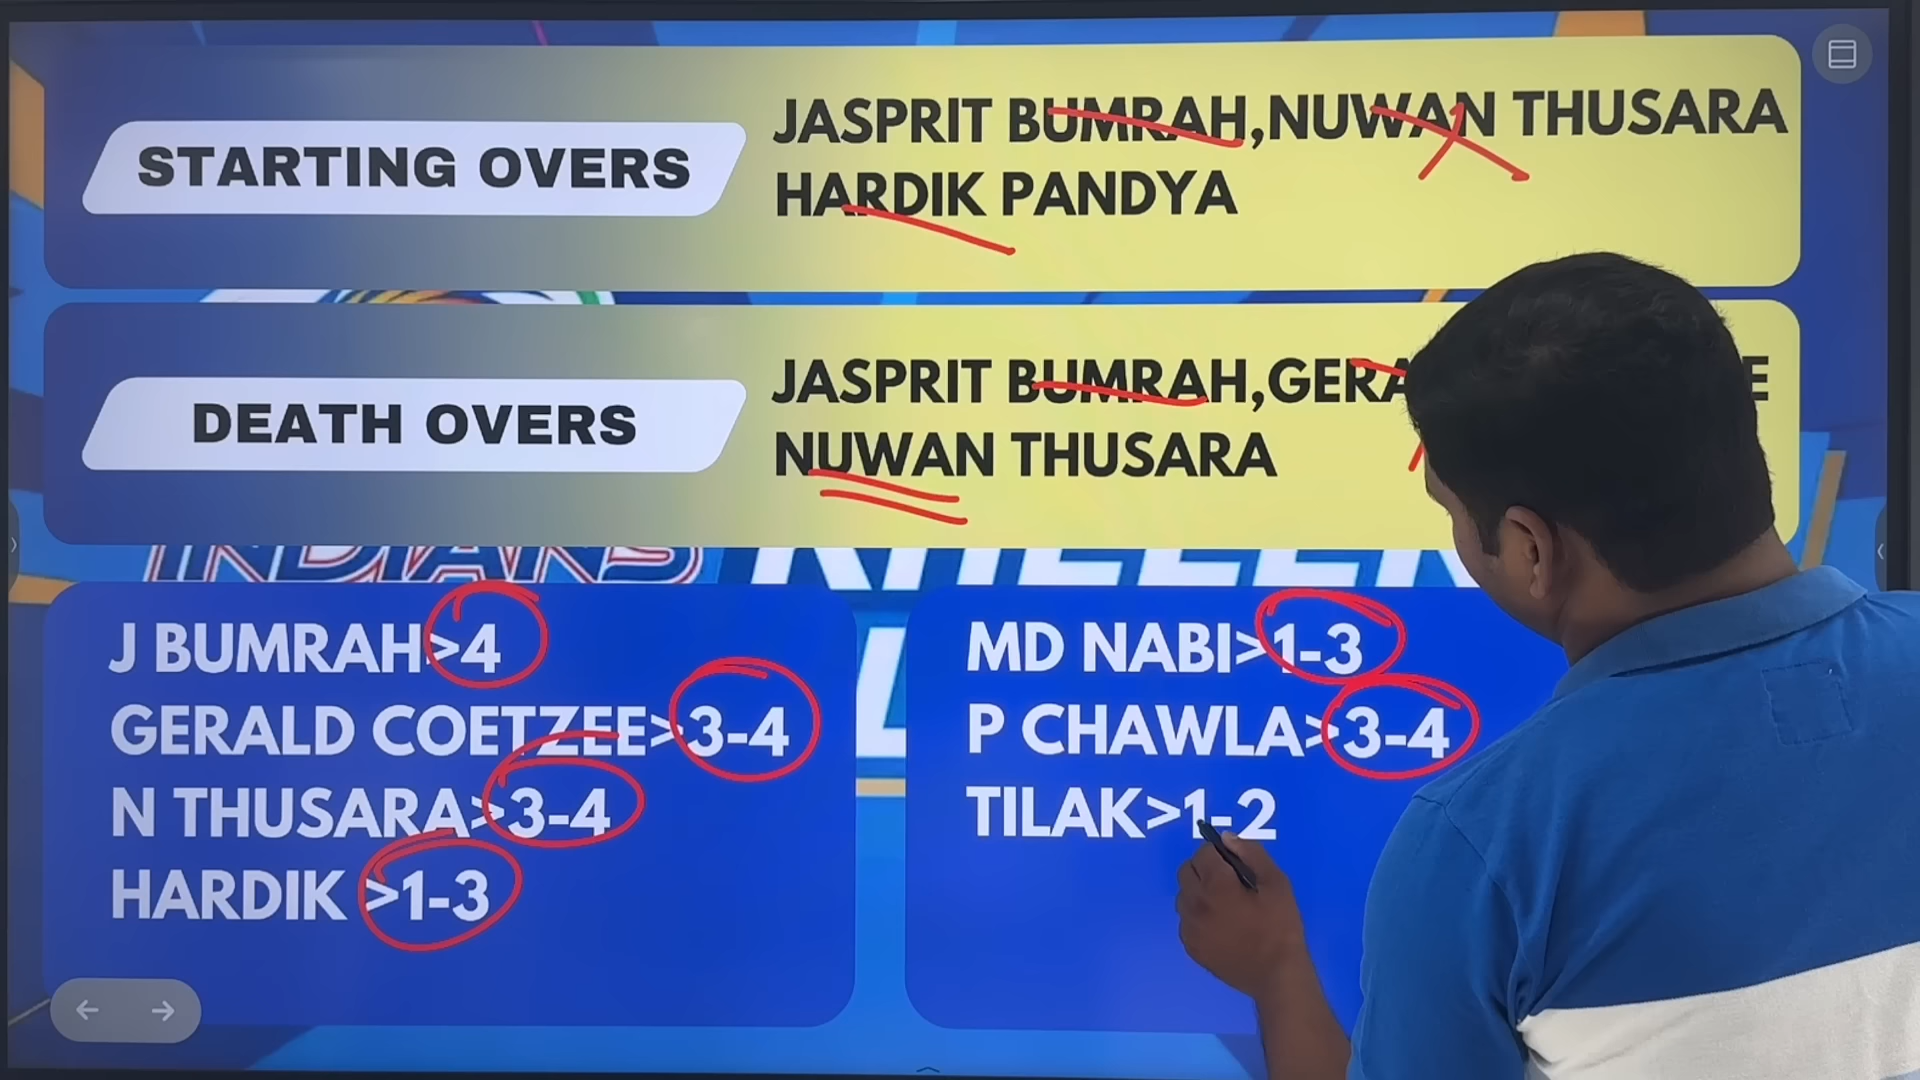 STARTING OVERS
JASPRIT BUMRAH,NUWAN THUSARA
HARDIK PANDYA
DEATH OVERS
JASPRIT BUMRAH,
NUWAN THUSARA
INDIANS
J BUMRAH>4
GERALD COETZEE>3-4
N THUSARA>3-4
HARDIK >1-3
MD NABI>1-3
P CHAWLA>3-4
TILAK>1-2